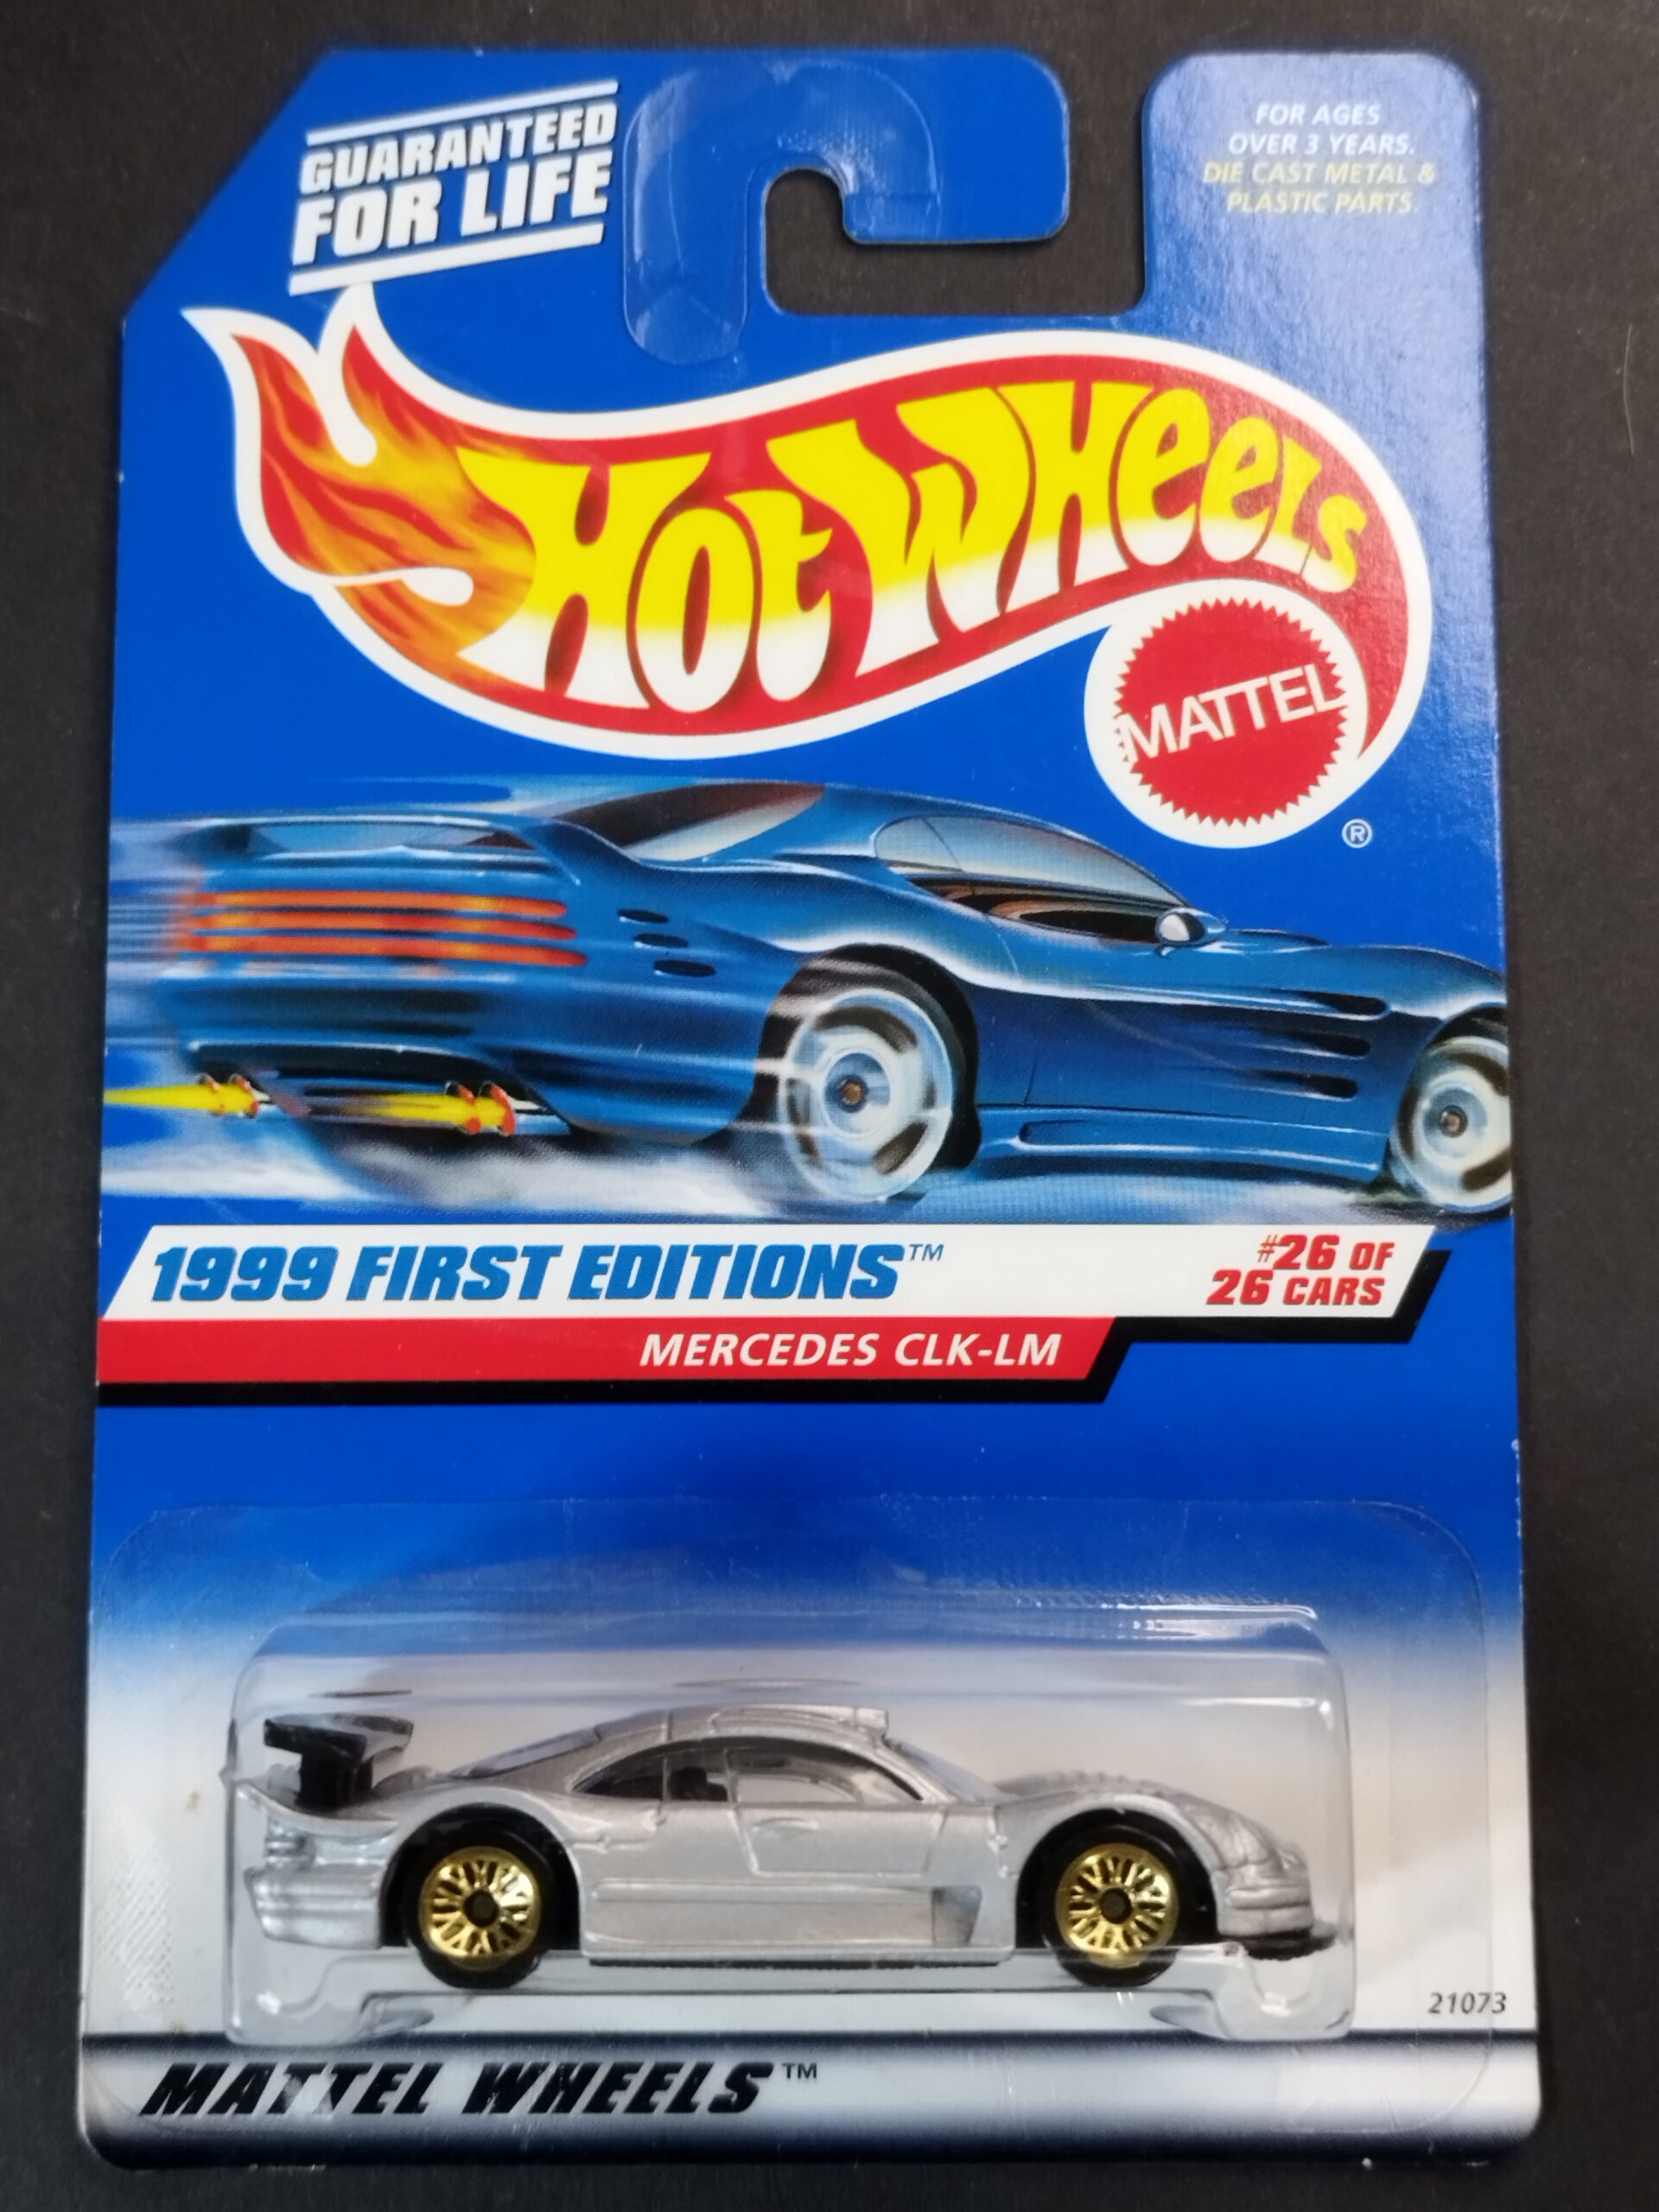 GUARANTEED
FOR LIFE
FOR AGES
OVER 3 YEARS.
DIE CAST METAL &
PLASTIC PARTS.
Hot Wheels
MATTEL
®
1999 FIRST EDITIONS™
#26 OF
26 CARS
MERCEDES CLK-LM
21073
MATTEL WHEELS™